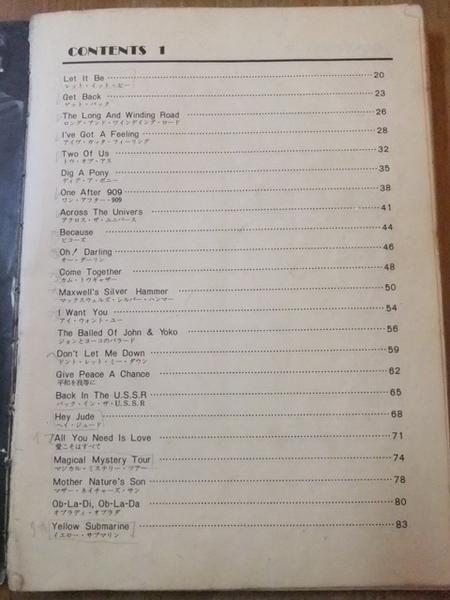 CONTENTS 1
Let It Be 20
レット・イット・ビー
Get Back 23
ゲット・バック
The Long And Winding Road 26
ロング・アンド・ワインディング・ロード
I've Got A Feeling 28
アイヴ・ガッタ・フィーリング
Two Of Us 32
トウ・オブ・アス
Dig A Pony 35
ディグ・ア・ポニー
One After 909 38
ワン・アフター・909
Across The Univers 41
アクロス・ザ・ユニバース
Because 44
ビコーズ
Oh! Darling 46
オー・ダーリン
Come Together 48
カム・トウギャザー
Maxwell's Silver Hammer 50
マックスウェルズ・シルバー・ハンマー
I Want You 54
アイ・ウォント・ユー
The Balled Of John & Yoko 56
ジョンとヨーコのバラード
Don't Let Me Down 59
ドント・レット・ミー・ダウン
Give Peace A Chance 62
平和を我等に
Back In The U.S.S.R 65
バック・イン・ザ・U.S.S.R
Hey Jude 68
ヘイ・ジュード
All You Need Is Love 71
愛こそはすべて
Magical Mystery Tour 74
マジカル・ミステリー・ツアー
Mother Nature's Son 78
マザー・ネイチャーズ・サン
Ob-La-Di, Ob-La-Da 80
オブラディ・オブラダ
Yellow Submarine 83
イエロー・サブマリン